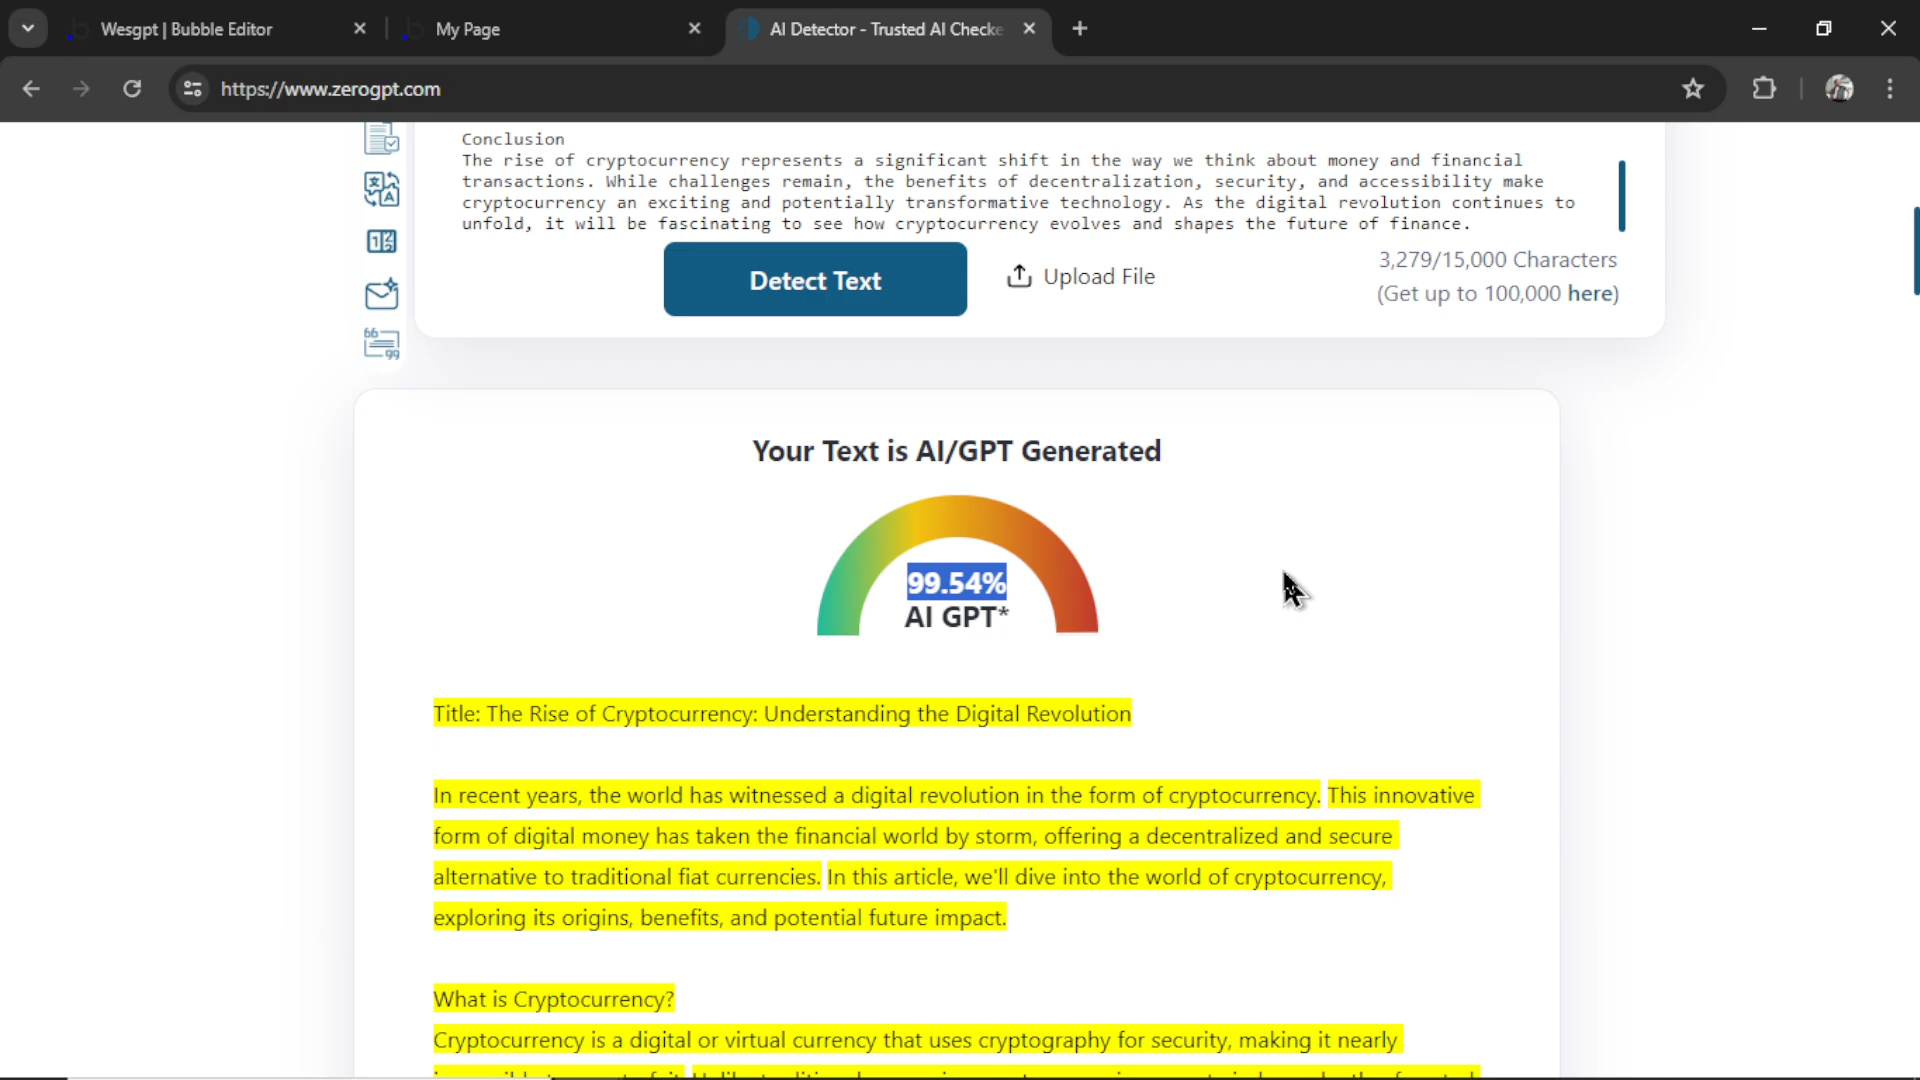 Wesgpt | Bubble Editor
My Page
AI Detector - Trusted AI Checke
https://www.zerogpt.com
Conclusion
The rise of cryptocurrency represents a significant shift in the way we think about money and financial
transactions. While challenges remain, the benefits of decentralization, security, and accessibility make
cryptocurrency an exciting and potentially transformative technology. As the digital revolution continues to
unfold, it will be fascinating to see how cryptocurrency evolves and shapes the future of finance.
Detect Text
Upload File
3,279/15,000 Characters
(Get up to 100,000 here)
Your Text is AI/GPT Generated
99.54%
AI GPT*
Title: The Rise of Cryptocurrency: Understanding the Digital Revolution
In recent years, the world has witnessed a digital revolution in the form of cryptocurrency. This innovative
form of digital money has taken the financial world by storm, offering a decentralized and secure
alternative to traditional fiat currencies. In this article, we'll dive into the world of cryptocurrency,
exploring its origins, benefits, and potential future impact.
What is Cryptocurrency?
Cryptocurrency is a digital or virtual currency that uses cryptography for security, making it nearly